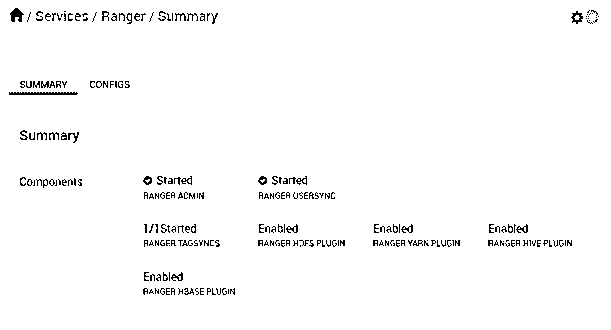 / Services / Ranger / Summary
SUMMARY CONFIGS
Summary
Components
Started Started
RANGER ADMIN RANGER USERSYNC
1/1 Started Enabled Enabled Enabled
RANGER TAGSYNCS RANGER HDFS PLUGIN RANGER YARN PLUGIN RANGER HIVE PLUGIN
Enabled
RANGER HBASE PLUGIN